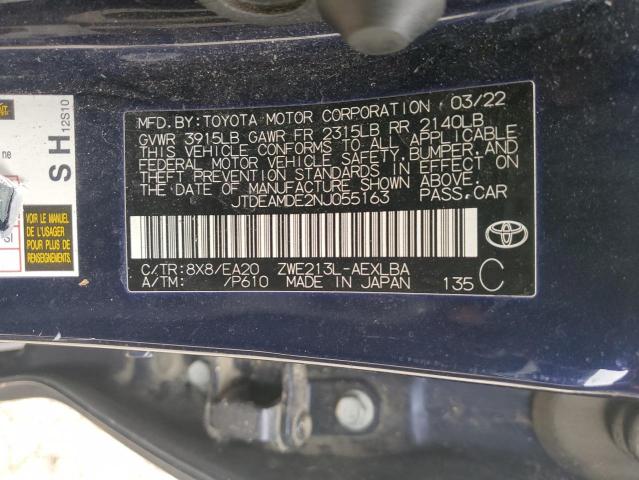 MFD.BY:TOYOTA MOTOR CORPORATION 03/22
GVWR 3915LB GAWR FR 2315LB RR 2140LB
THIS VEHICLE CONFORMS TO ALL APPLICABLE
FEDERAL MOTOR VEHICLE SAFETY,BUMPER,AND
THEFT PREVENTION STANDARDS IN EFFECT ON
THE DATE OF MANUFACTURE SHOWN ABOVE.
JTDEAMDE2NJ055163 PASS.CAR
C/TR:8X8/EA20 ZWE213L-AEXLBA
A/TM: /P610 MADE IN JAPAN 135 C
TOYOTA
SH
12S10
ne
VOIR LE MANUEL
DE L'USAGER
POUR PLUS DE
RENSEIGNEMENTS
SI